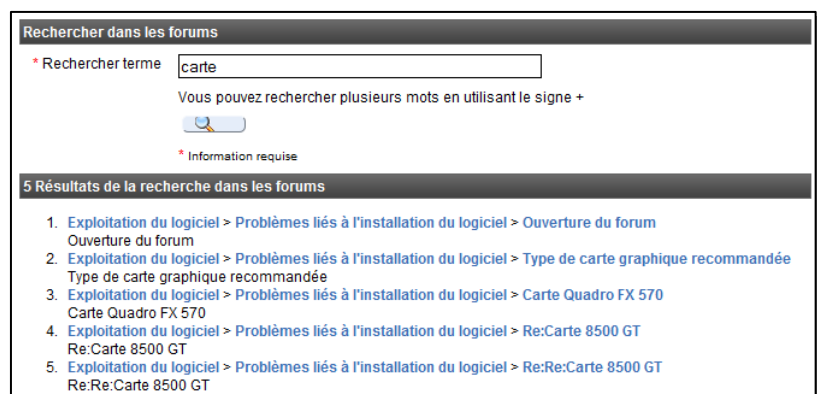 Rechercher dans les forums
* Rechercher terme carte
Vous pouvez rechercher plusieurs mots en utilisant le signe +
* Information requise
5 Résultats de la recherche dans les forums
1. Exploitation du logiciel > Problèmes liés à l'installation du logiciel > Ouverture du forum
Ouverture du forum
2. Exploitation du logiciel > Problèmes liés à l'installation du logiciel > Type de carte graphique recommandée
Type de carte graphique recommandée
3. Exploitation du logiciel > Problèmes liés à l'installation du logiciel > Carte Quadro FX 570
Carte Quadro FX 570
4. Exploitation du logiciel > Problèmes liés à l'installation du logiciel > Re:Carte 8500 GT
Re:Carte 8500 GT
5. Exploitation du logiciel > Problèmes liés à l'installation du logiciel > Re:Re:Carte 8500 GT
Re:Re:Carte 8500 GT